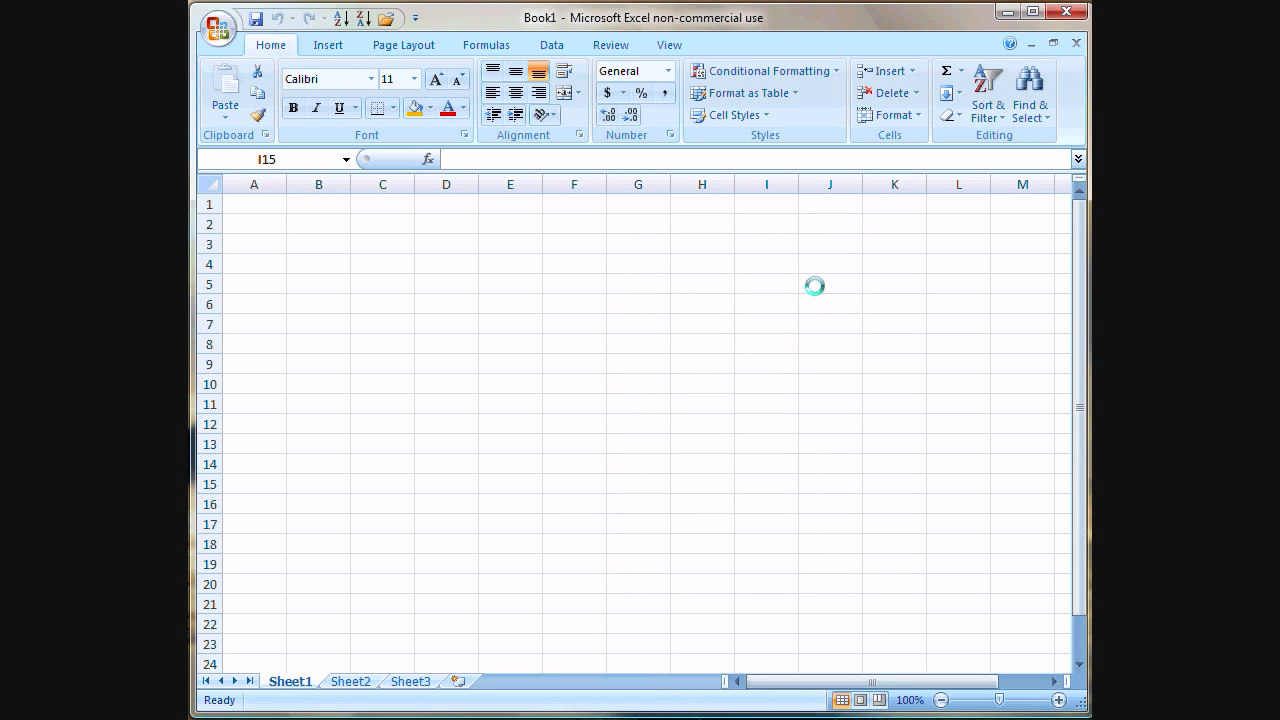 Book1 - Microsoft Excel non-commercial use
Home Insert Page Layout Formulas Data Review View
Paste
Clipboard
Calibri 11
B I U A
Font
Alignment
General
$ % ,
Number
Conditional Formatting
Format as Table
Cell Styles
Styles
Insert
Delete
Format
Cells
Σ
Sort & Filter
Find & Select
Editing
I15 fx
A B C D E F G H I J K L M
1
2
3
4
5
6
7
8
9
10
11
12
13
14
15
16
17
18
19
20
21
22
23
24
Sheet1 Sheet2 Sheet3
Ready 100%